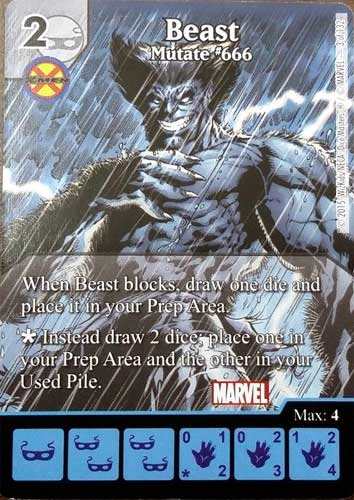 2
Beast
Mutate #666
X-MEN
When Beast blocks, draw one die and
place it in your Prep Area.
* Instead draw 2 dice; place one in
your Prep Area and the other in your
Used Pile.
MARVEL
Max: 4
0 1
* 2
0 2
3
1 2
4